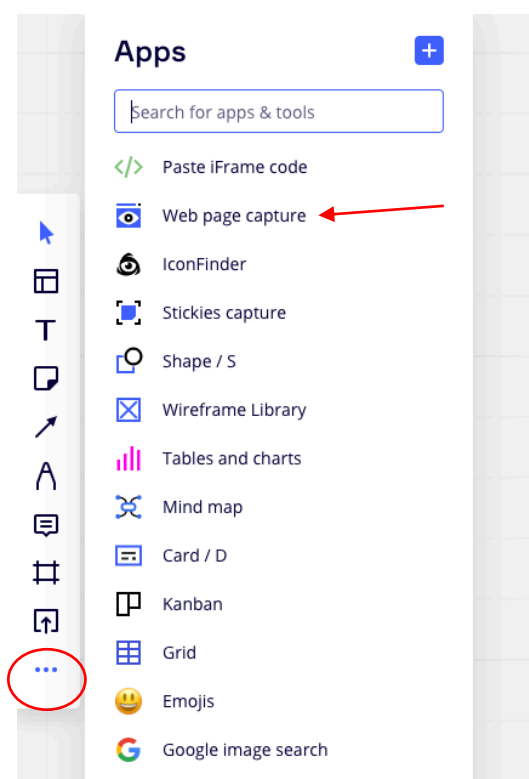 Apps
Search for apps & tools
Paste iFrame code
Web page capture
IconFinder
Stickies capture
Shape / S
Wireframe Library
Tables and charts
Mind map
Card / D
Kanban
Grid
Emojis
Google image search